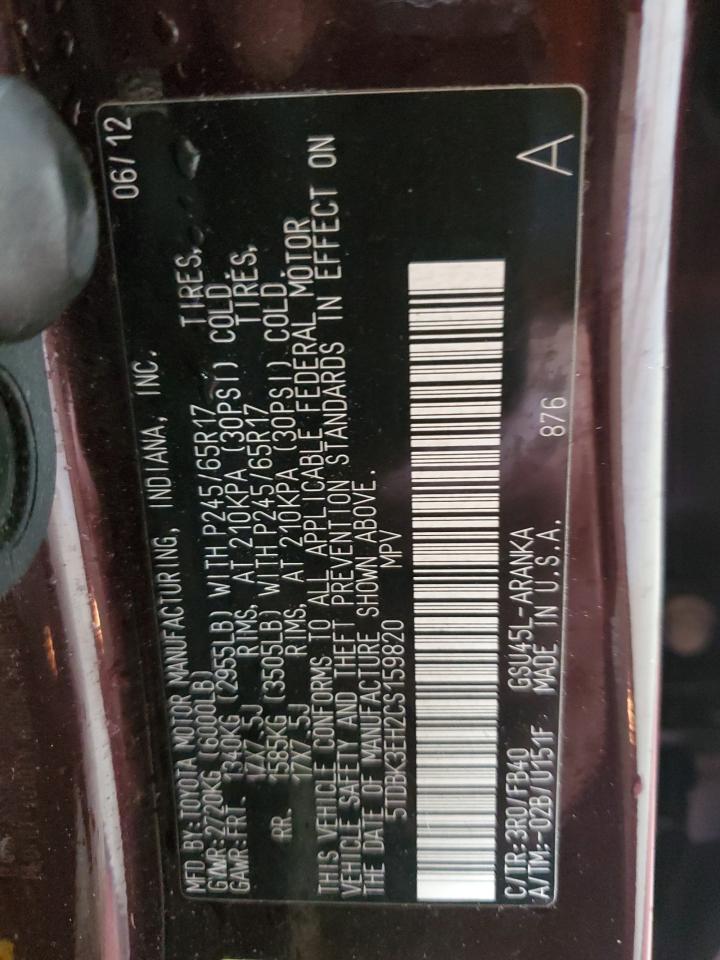 MFD BY: TOYOTA MOTOR MANUFACTURING, INDIANA, INC. 06/12
GVWR: 2720KG (6000LB)
GAWR: FRT. 1340KG (2955LB) WITH P245/65R17 TIRES,
17X7.5J RIMS, AT 210KPA (30PSI) COLD.
RR. 1585KG (3505LB) WITH P245/65R17 TIRES,
17X7.5J RIMS, AT 210KPA (30PSI) COLD.
THIS VEHICLE CONFORMS TO ALL APPLICABLE FEDERAL MOTOR
VEHICLE SAFETY AND THEFT PREVENTION STANDARDS IN EFFECT ON
THE DATE OF MANUFACTURE SHOWN ABOVE.
5TDBK3EH2CS159820 MPV
C/TR: 3R0/FB40 GSU45L-ARANKA A
A/TM: -02B/U151F MADE IN U.S.A. 876